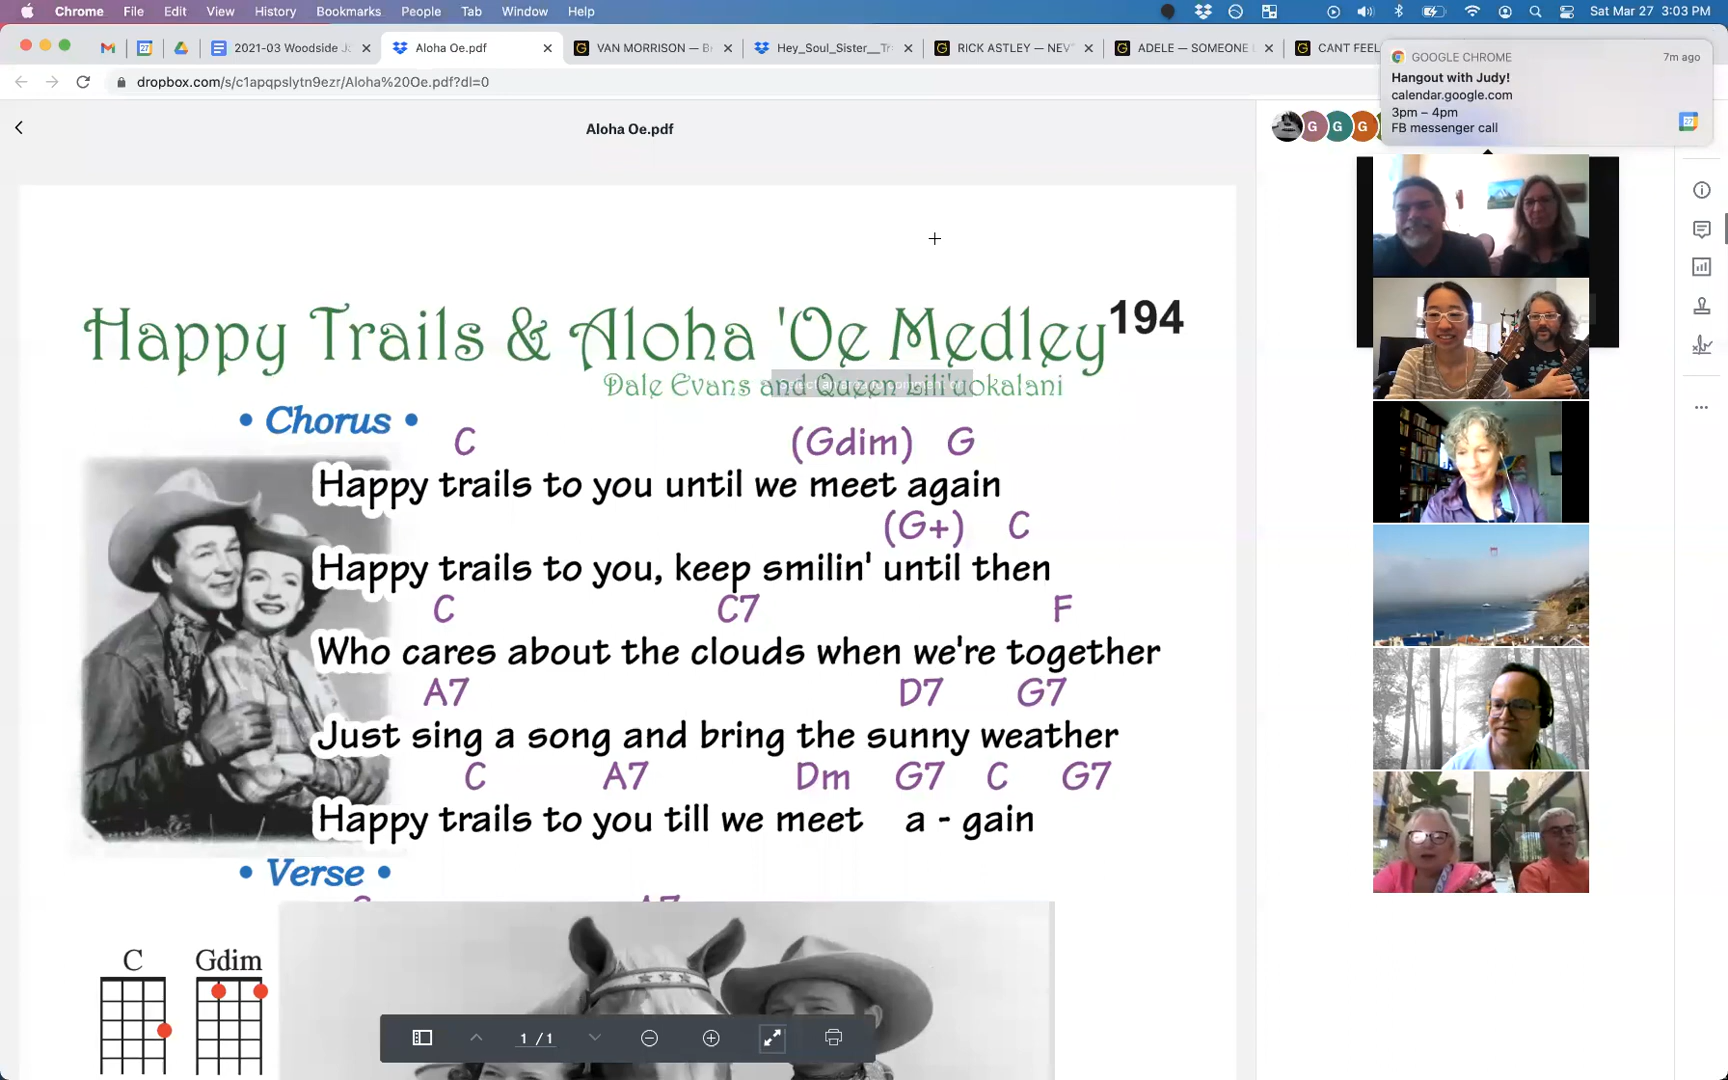 Chrome File Edit View History Bookmarks People Tab Window Help Sat Mar 27 3:03 PM
2021-03 Woodside Aloha Oe.pdf VAN MORRISON — Hey_Soul_Sister__Tr RICK ASTLEY — NEV ADELE — SOMEONE CANT FEEL
dropbox.com/s/c1apqpslytn9ezr/Aloha%20Oe.pdf?dl=0
GOOGLE CHROME 7m ago
Hangout with Judy!
calendar.google.com
3pm – 4pm
FB messenger call
Aloha Oe.pdf
G G G
Happy Trails & Aloha 'Oe Medley 194
Dale Evans and Queen Lili'uokalani
• Chorus •
C (Gdim) G
Happy trails to you until we meet again
(G+) C
Happy trails to you, keep smilin' until then
C C7 F
Who cares about the clouds when we're together
A7 D7 G7
Just sing a song and bring the sunny weather
C A7 Dm G7 C G7
Happy trails to you till we meet a - gain
• Verse •
C Gdim
1 / 1